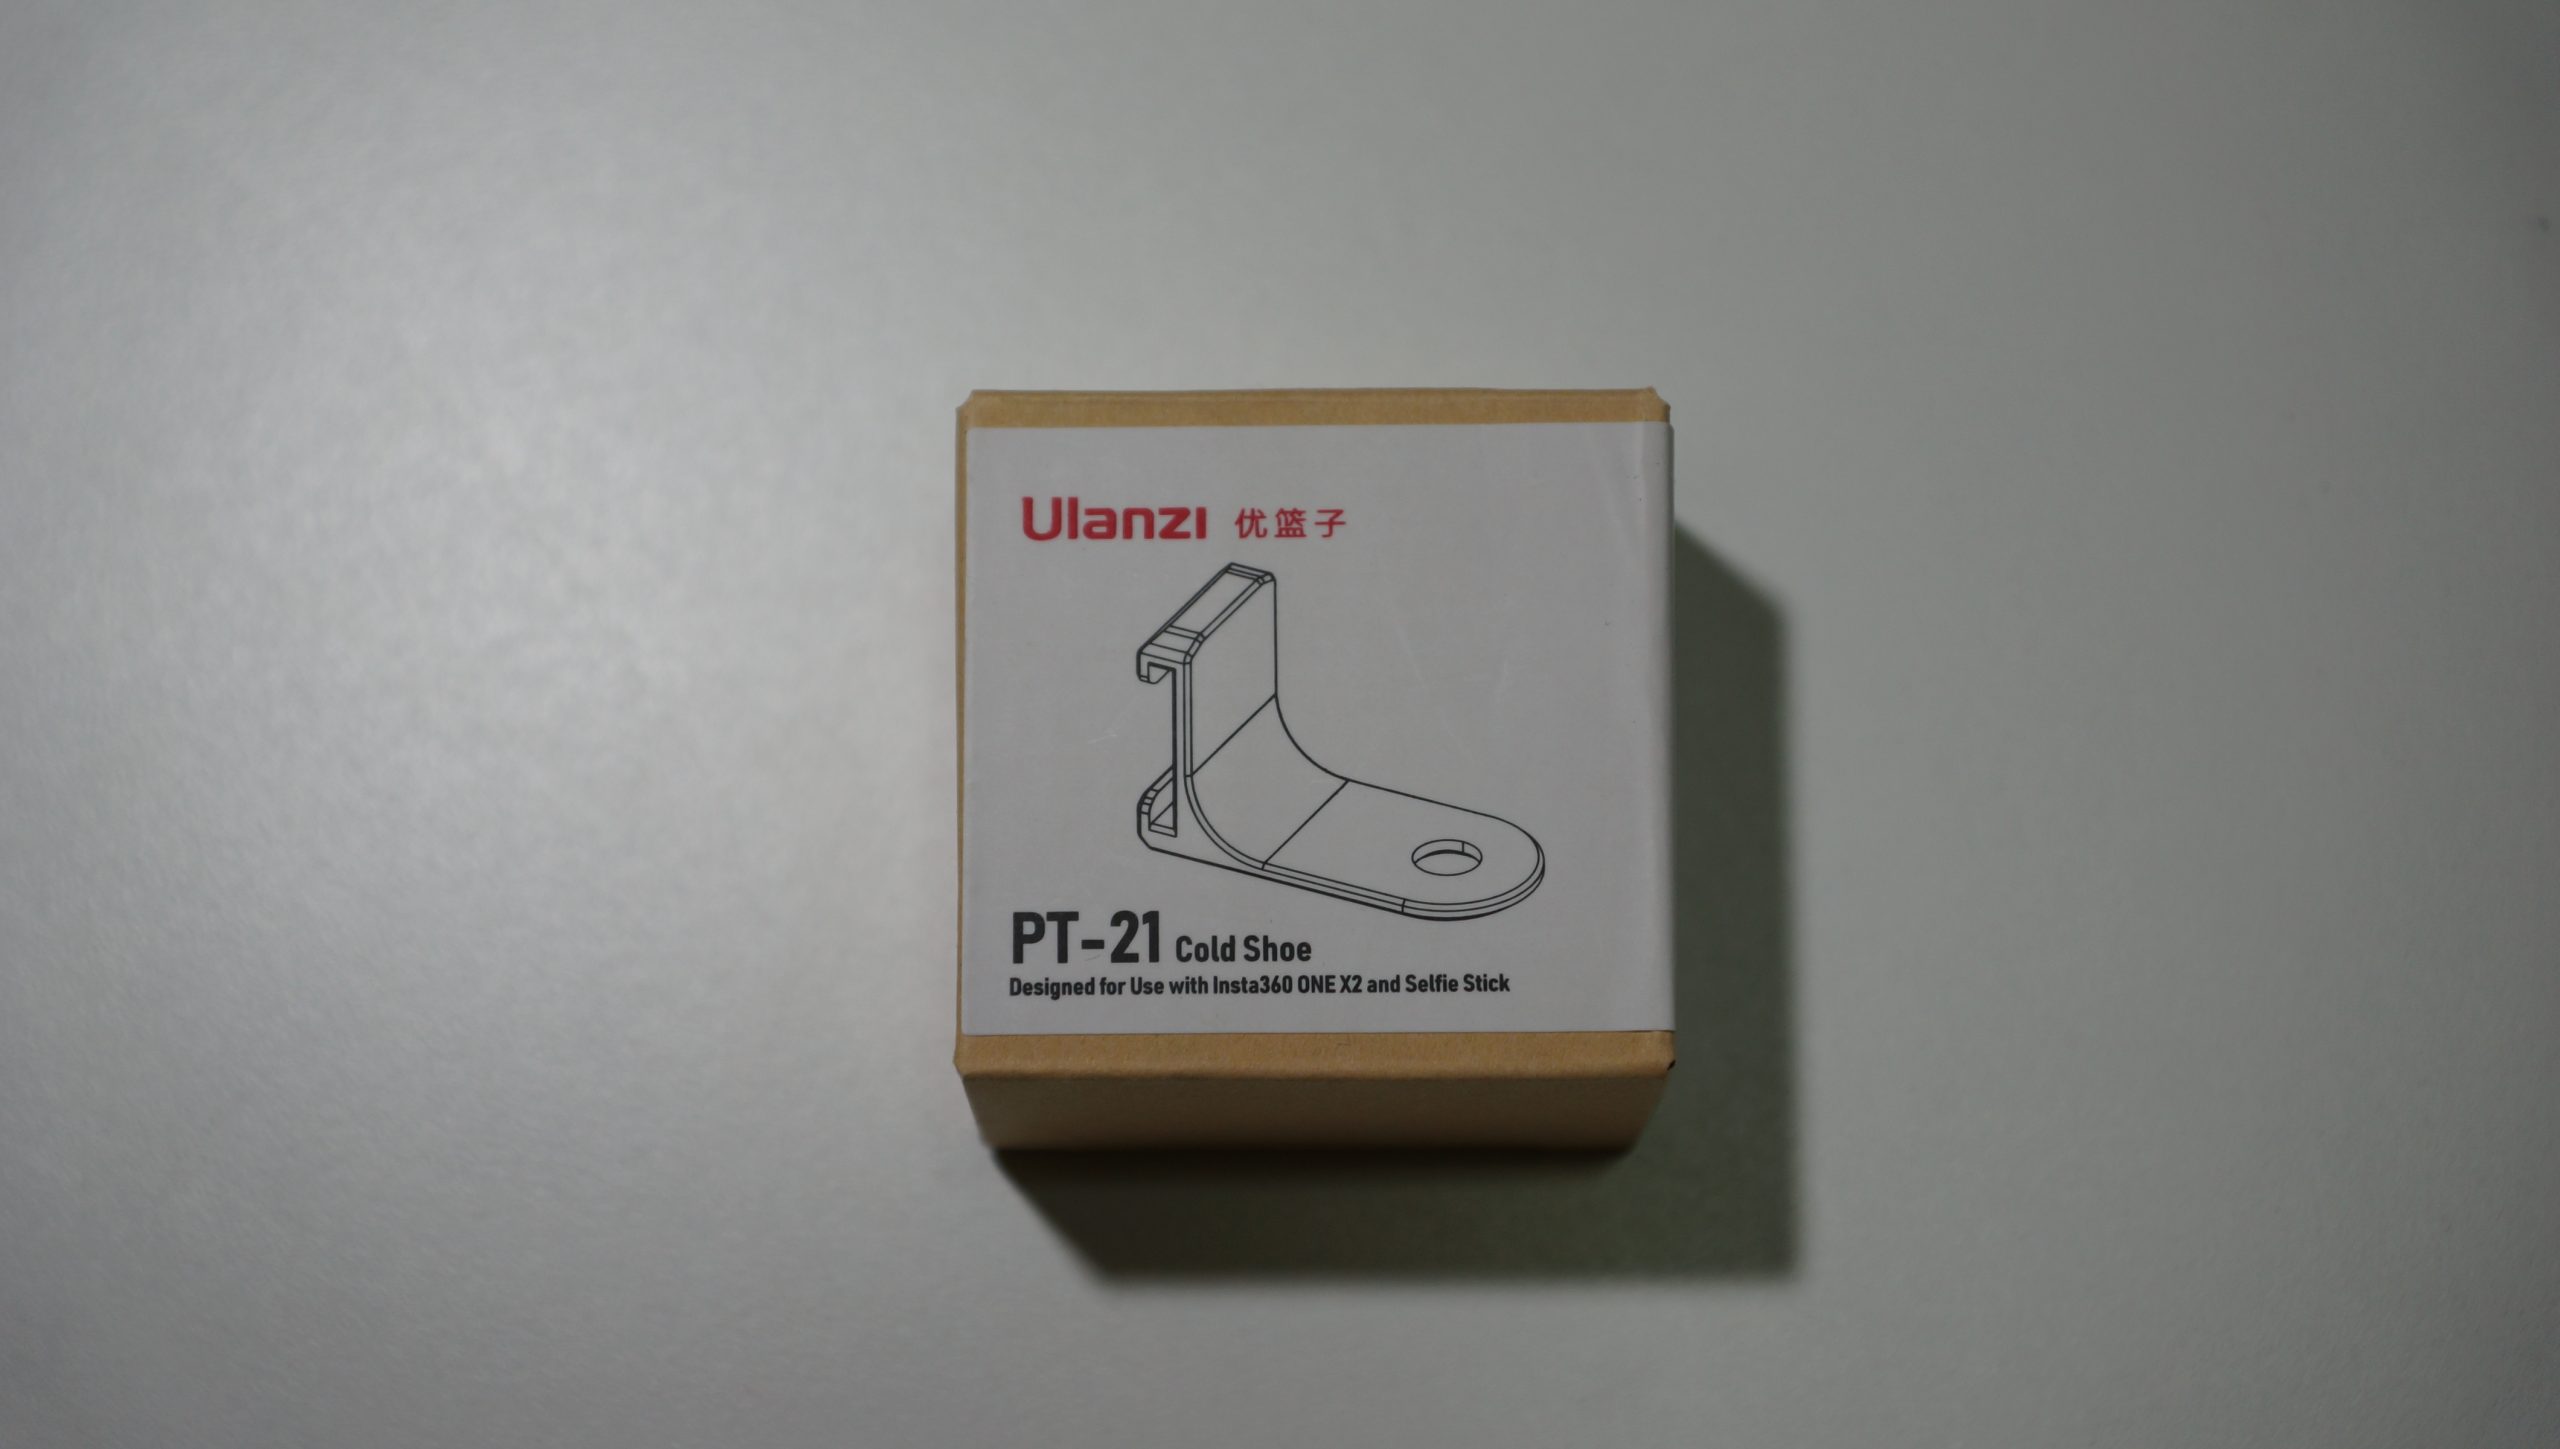 Ulanzi 优篮子
PT-21 Cold Shoe
Designed for Use with Insta360 ONE X2 and Selfie Stick